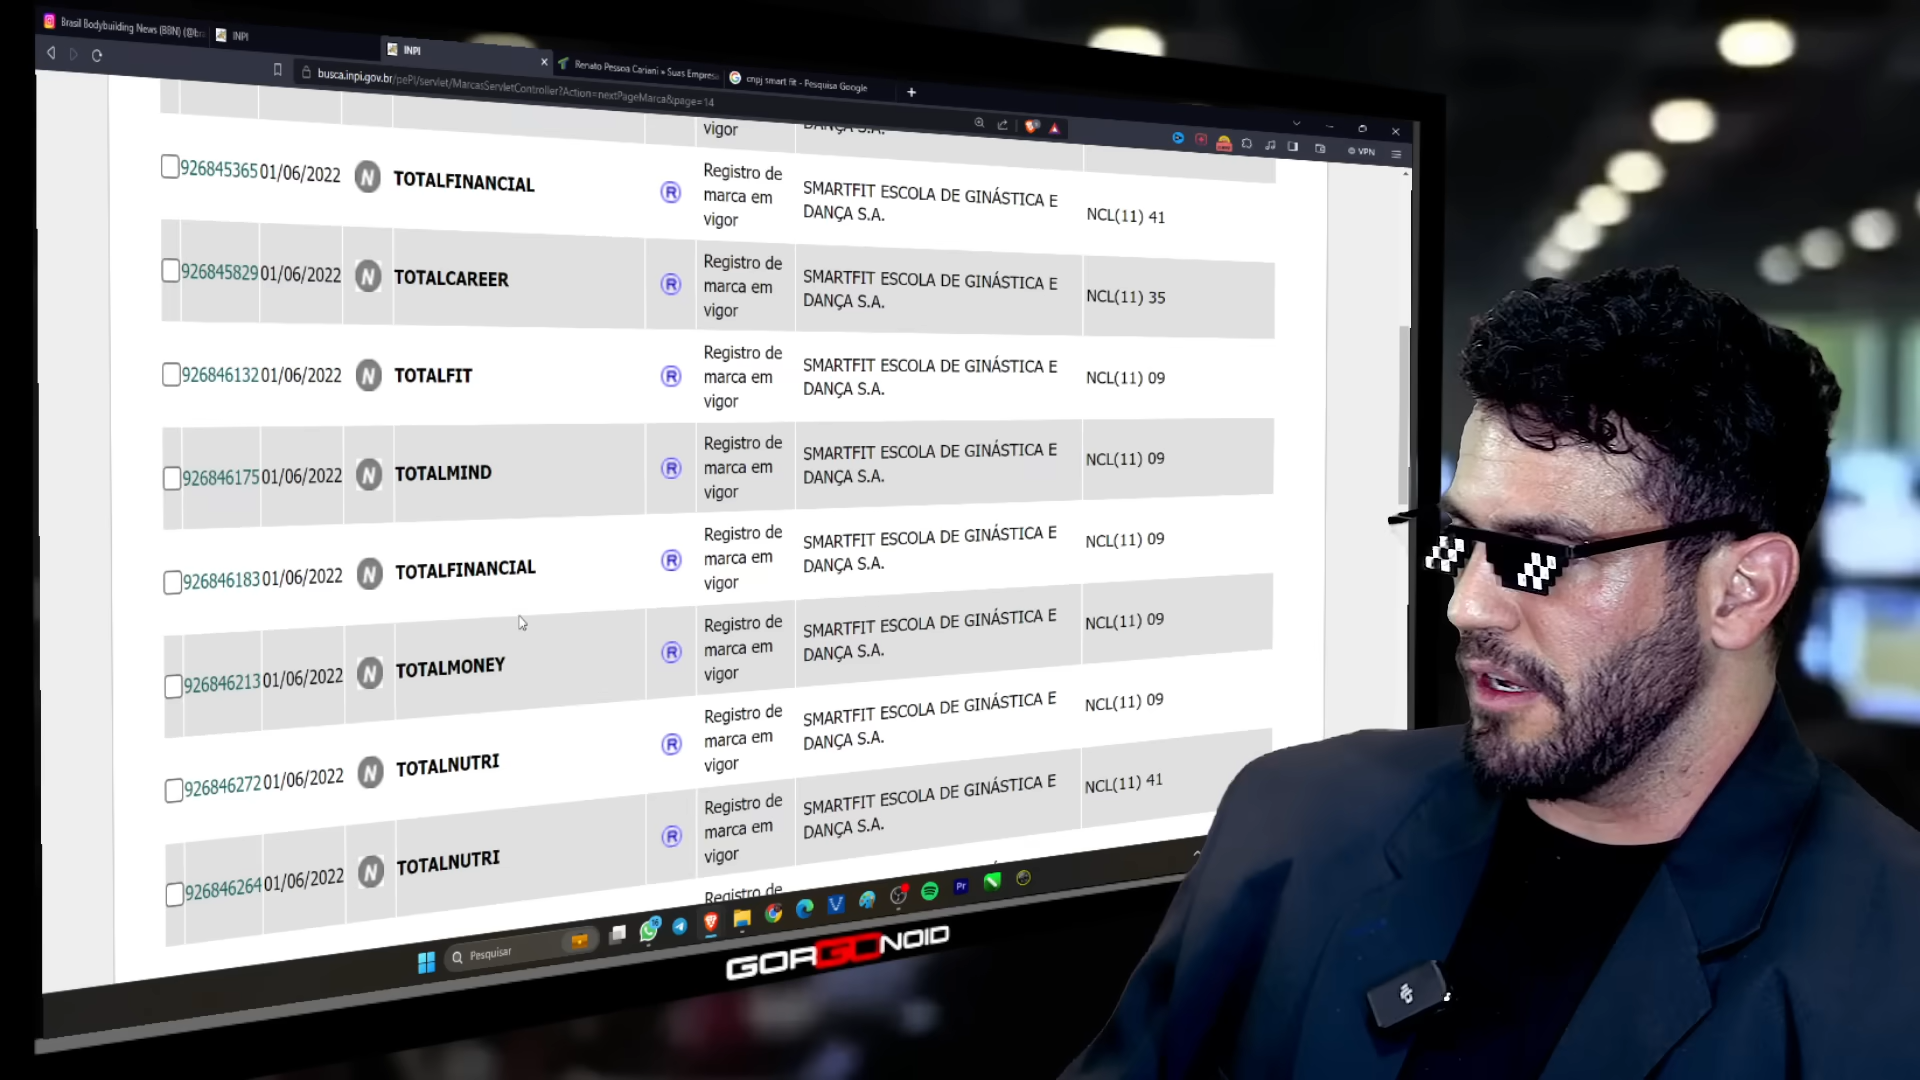 Brasil Bodybuilding News (BBN) (@bra
INPI
INPI
Renato Pessoa Cariani » Suas Empresa
cnpj smart fit - Pesquisa Google
busca.inpi.gov.br/pePI/servlet/MarcasServletController?Action=nextPageMarca&page=14
VPN
vigor
DANÇA S.A.
926845365 01/06/2022 N TOTALFINANCIAL ®
Registro de
marca em
vigor
SMARTFIT ESCOLA DE GINÁSTICA E
DANÇA S.A.
NCL(11) 41
926845829 01/06/2022 N TOTALCAREER ®
Registro de
marca em
vigor
SMARTFIT ESCOLA DE GINÁSTICA E
DANÇA S.A.
NCL(11) 35
926846132 01/06/2022 N TOTALFIT ®
Registro de
marca em
vigor
SMARTFIT ESCOLA DE GINÁSTICA E
DANÇA S.A.
NCL(11) 09
926846175 01/06/2022 N TOTALMIND ®
Registro de
marca em
vigor
SMARTFIT ESCOLA DE GINÁSTICA E
DANÇA S.A.
NCL(11) 09
926846183 01/06/2022 N TOTALFINANCIAL ®
Registro de
marca em
vigor
SMARTFIT ESCOLA DE GINÁSTICA E
DANÇA S.A.
NCL(11) 09
926846213 01/06/2022 N TOTALMONEY ®
Registro de
marca em
vigor
SMARTFIT ESCOLA DE GINÁSTICA E
DANÇA S.A.
NCL(11) 09
926846272 01/06/2022 N TOTALNUTRI ®
Registro de
marca em
vigor
SMARTFIT ESCOLA DE GINÁSTICA E
DANÇA S.A.
NCL(11) 09
926846264 01/06/2022 N TOTALNUTRI ®
Registro de
marca em
vigor
SMARTFIT ESCOLA DE GINÁSTICA E
DANÇA S.A.
NCL(11) 41
Registro de
Pesquisar
16
Pr
GORGONOID